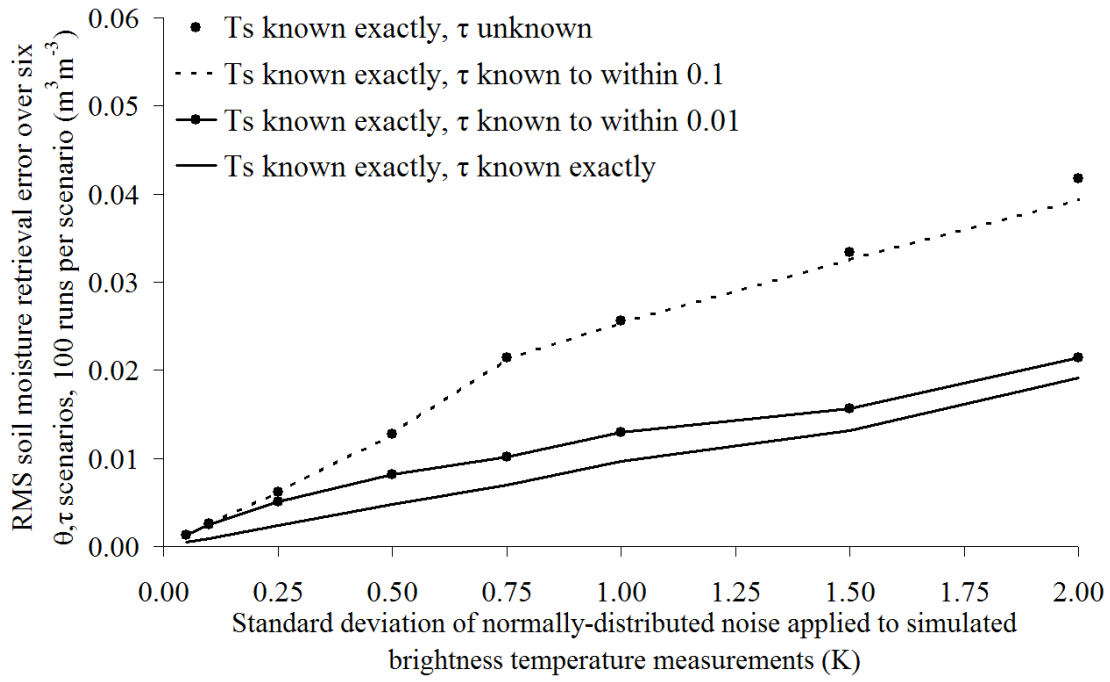 RMS soil moisture retrieval error over six
θ,τ scenarios, 100 runs per scenario (m³ m⁻³)
0.06
0.05
0.04
0.03
0.02
0.01
0.00
Ts known exactly, τ unknown
Ts known exactly, τ known to within 0.1
Ts known exactly, τ known to within 0.01
Ts known exactly, τ known exactly
0.00 0.25 0.50 0.75 1.00 1.25 1.50 1.75 2.00
Standard deviation of normally-distributed noise applied to simulated
brightness temperature measurements (K)